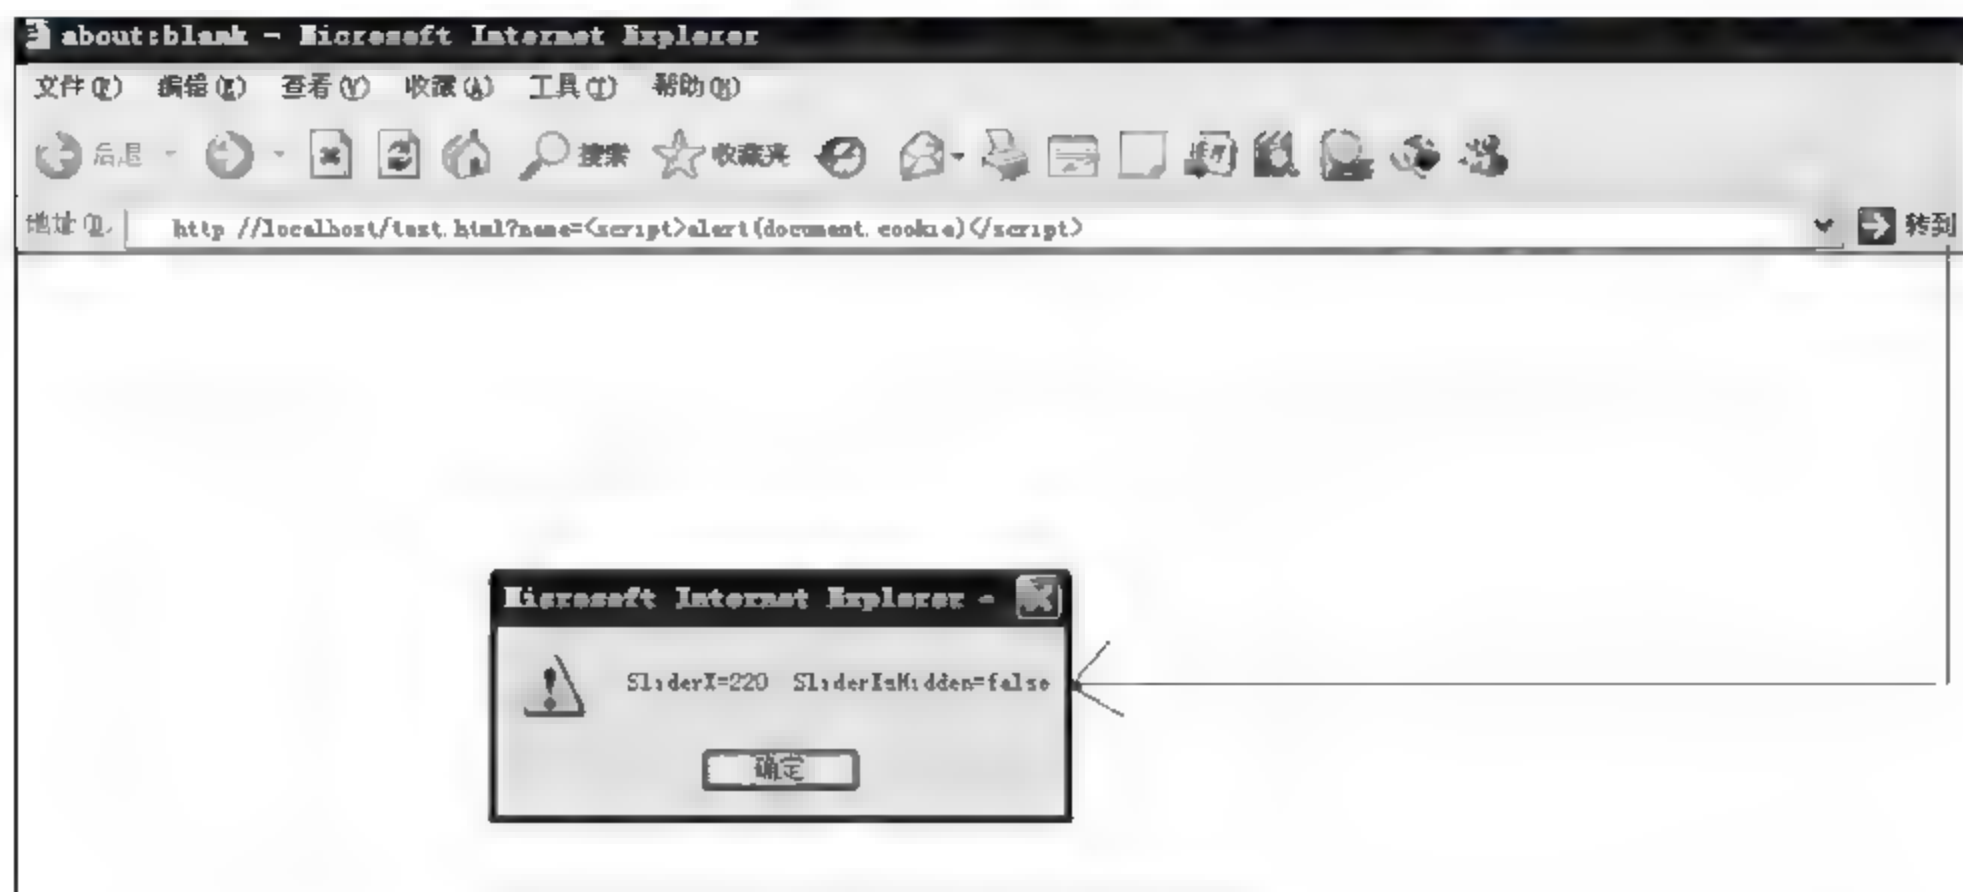 about:blank - Microsoft Internet Explorer
文件(F) 编辑(E) 查看(V) 收藏(A) 工具(T) 帮助(H)
后退 搜索 收藏夹
地址(D) http //localhost/test.html?name=<script>alert(document.cookie)</script> 转到
Microsoft Internet Explorer -
SliderX=220 SliderIsHidden=false
确定